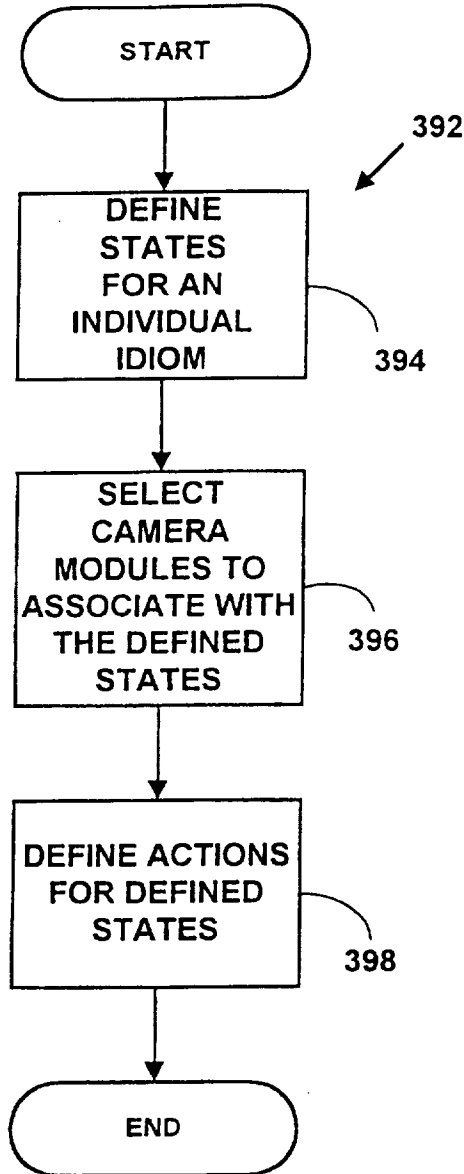 START
392
DEFINE
STATES
FOR AN
INDIVIDUAL
IDIOM
394
SELECT
CAMERA
MODULES TO
ASSOCIATE WITH
THE DEFINED
STATES
396
DEFINE ACTIONS
FOR DEFINED
STATES
398
END